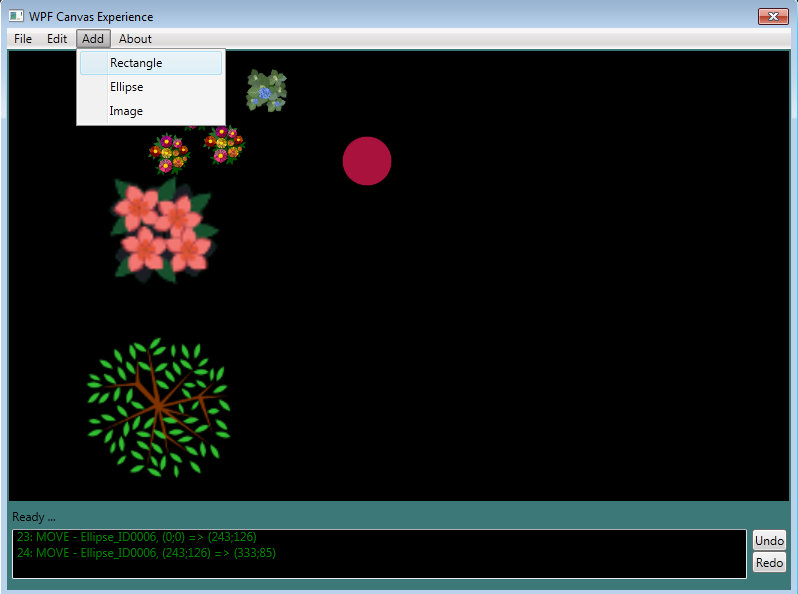 WPF Canvas Experience
File Edit Add About
Rectangle
Ellipse
Image
Ready ...
23: MOVE - Ellipse_ID0006, (0;0) => (243;126)
24: MOVE - Ellipse_ID0006, (243;126) => (333;85)
Undo
Redo